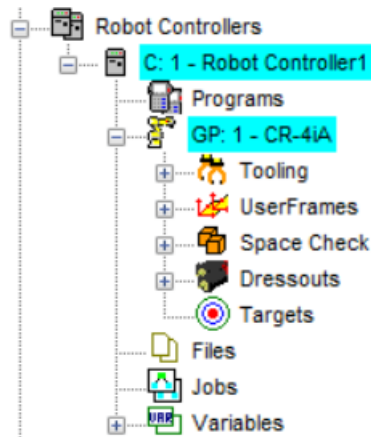 Robot Controllers
C: 1 - Robot Controller1
Programs
GP: 1 - CR-4iA
Tooling
UserFrames
Space Check
Dressouts
Targets
Files
Jobs
VAR
Variables